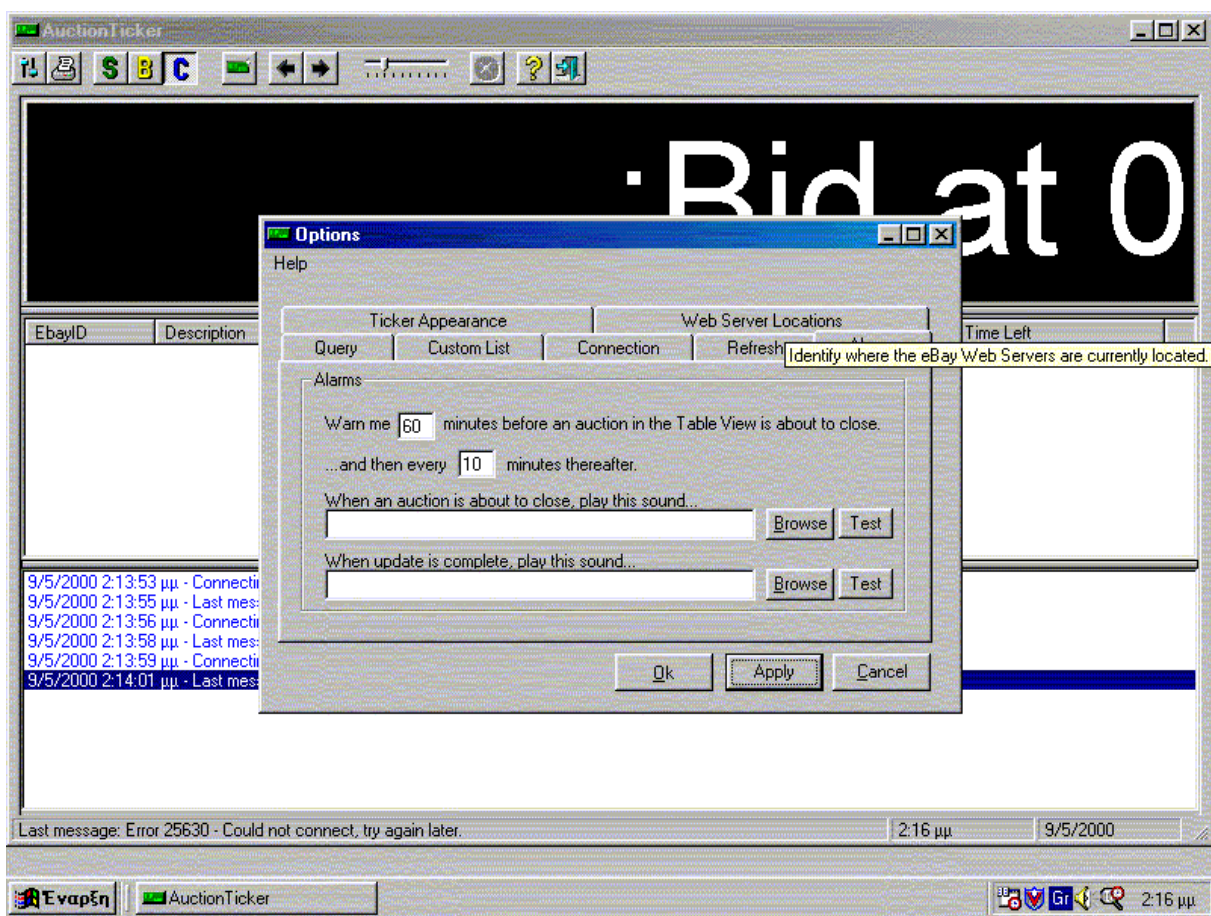 AuctionTicker
S B C
:Bid at 0
Options
Help
Ticker Appearance Web Server Locations
EbayID Description Time Left
Query Custom List Connection Refresh
Identify where the eBay Web Servers are currently located.
Alarms
Warn me 60 minutes before an auction in the Table View is about to close.
...and then every 10 minutes thereafter.
When an auction is about to close, play this sound...
Browse Test
When update is complete, play this sound...
Browse Test
9/5/2000 2:13:53 μμ - Connecti
9/5/2000 2:13:55 μμ - Last mes
9/5/2000 2:13:56 μμ - Connecti
9/5/2000 2:13:58 μμ - Last mes
9/5/2000 2:13:59 μμ - Connecti
9/5/2000 2:14:01 μμ - Last mes
Ok Apply Cancel
Last message: Error 25630 - Could not connect, try again later. 2:16 μμ 9/5/2000
Έναρξη AuctionTicker Gr 2:16 μμ